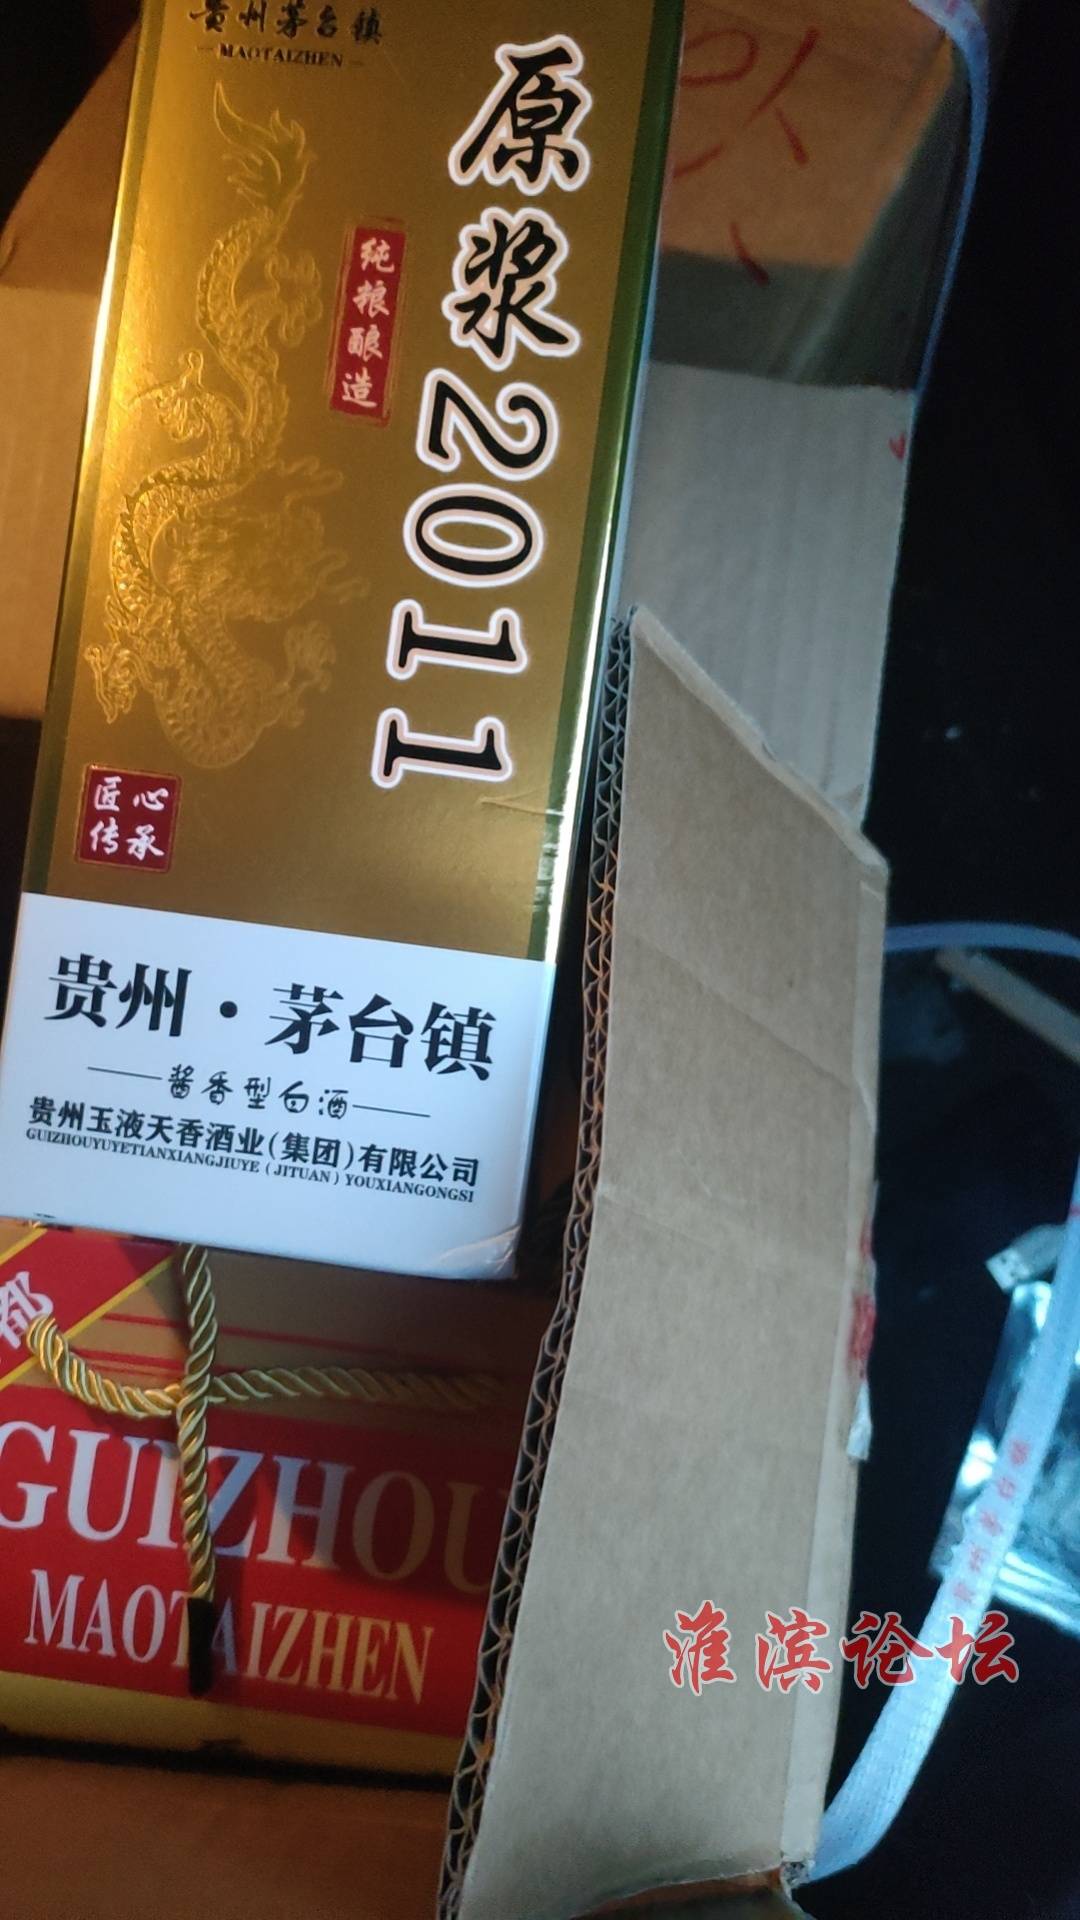 贵州茅台镇
MAOTAIZHEN
原浆2011
纯粮酿造
匠心
传承
贵州·茅台镇
酱香型白酒
贵州玉液天香酒业(集团)有限公司
GUIZHOUYUYETIANXIANGJIUYE(JITUAN)YOUXIANGONGSI
都
GUIZHOU
MAOTAIZHEN
淮滨论坛